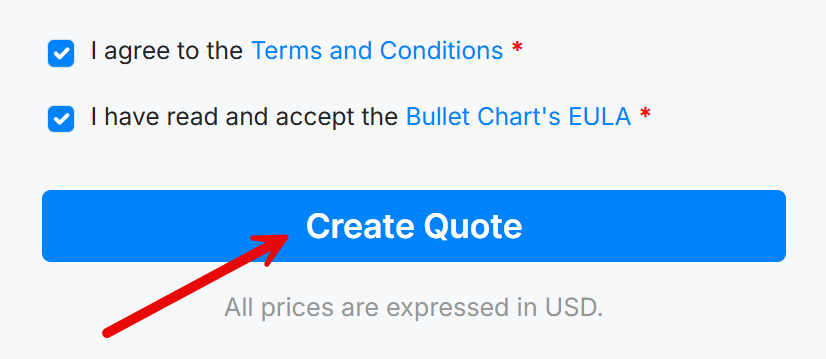 I agree to the Terms and Conditions *
I have read and accept the Bullet Chart's EULA *
Create Quote
All prices are expressed in USD.